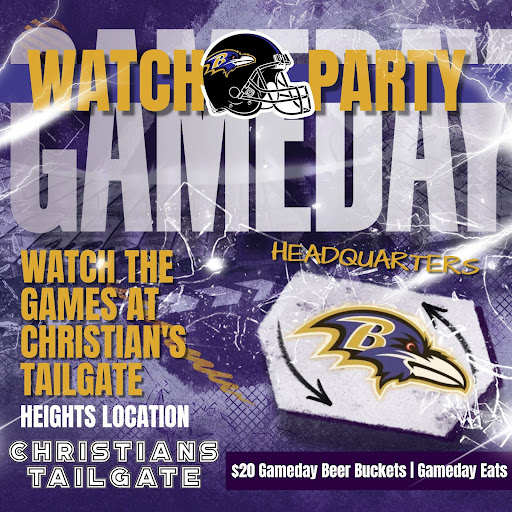 GAMEDAY
WATCH PARTY
GAMEDAY
HEADQUARTERS
WATCH THE
GAMES AT
CHRISTIAN'S
TAILGATE
HEIGHTS LOCATION
CHRISTIANS
TAILGATE
B
$20 Gameday Beer Buckets | Gameday Eats